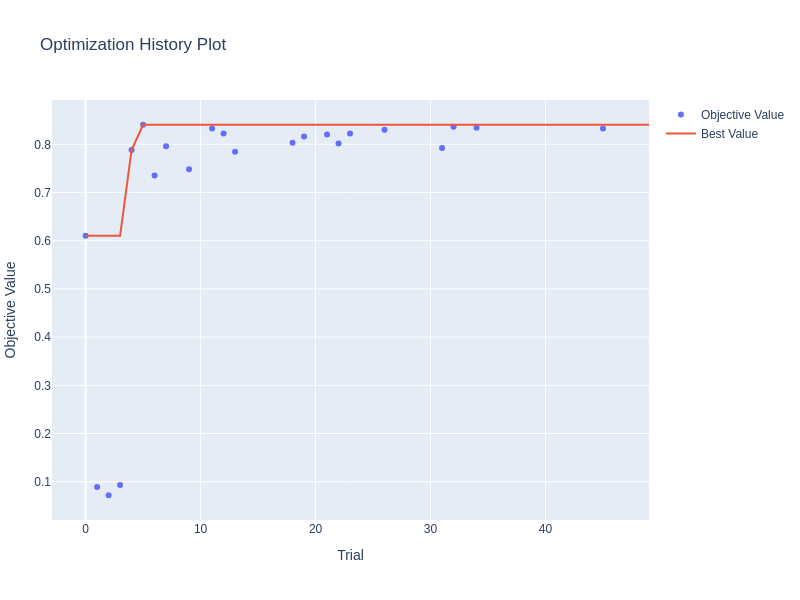 Optimization History Plot
Objective Value
Best Value
0.8
0.7
0.6
0.5
0.4
0.3
0.2
0.1
Objective Value
0
10
20
30
40
Trial